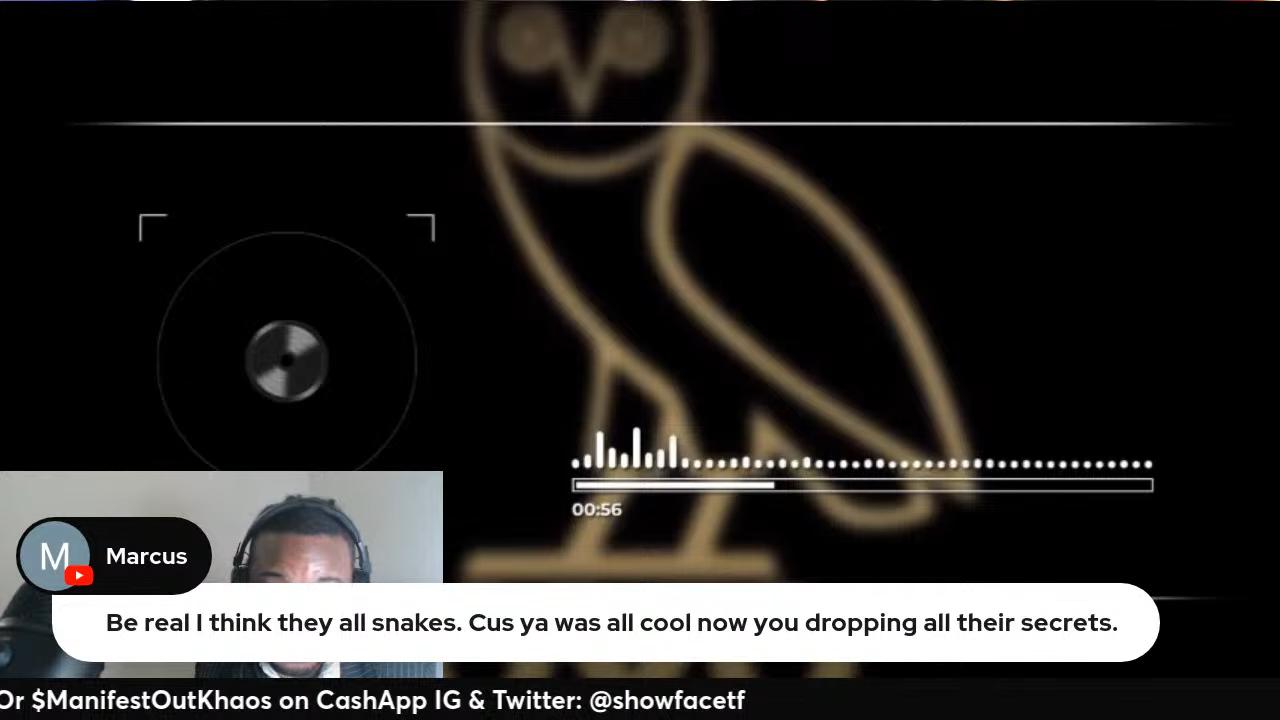 00:56
M
Marcus
Be real I think they all snakes. Cus ya was all cool now you dropping all their secrets.
Or $ManifestOutKhaos on CashApp IG & Twitter: @showfacetf